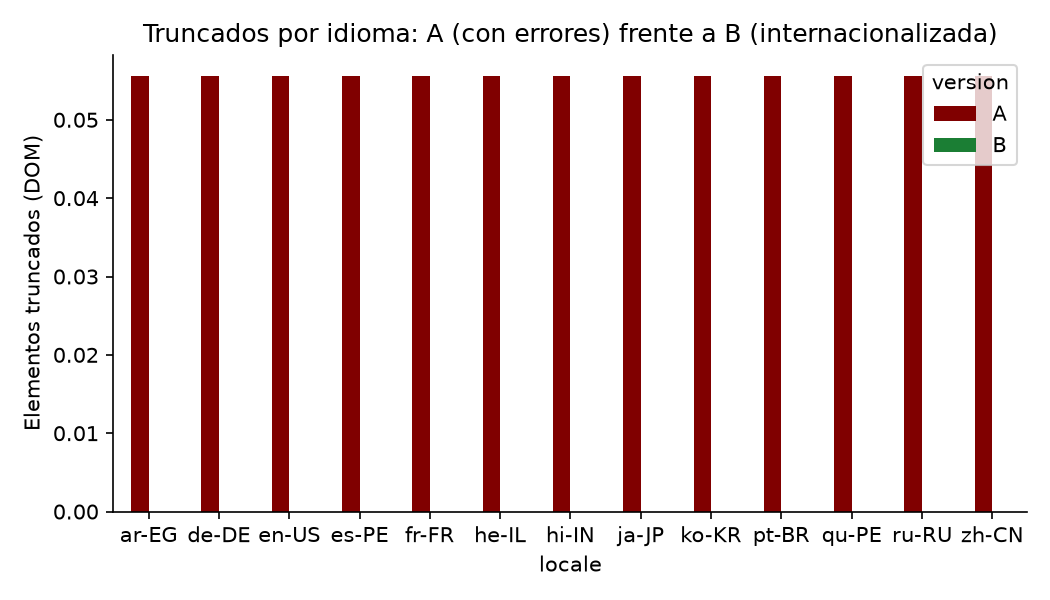 Truncados por idioma: A (con errores) frente a B (internacionalizada)
version
A
B
Elementos truncados (DOM)
0.05
0.04
0.03
0.02
0.01
0.00
ar-EG de-DE en-US es-PE fr-FR he-IL hi-IN ja-JP ko-KR pt-BR qu-PE ru-RU zh-CN
locale